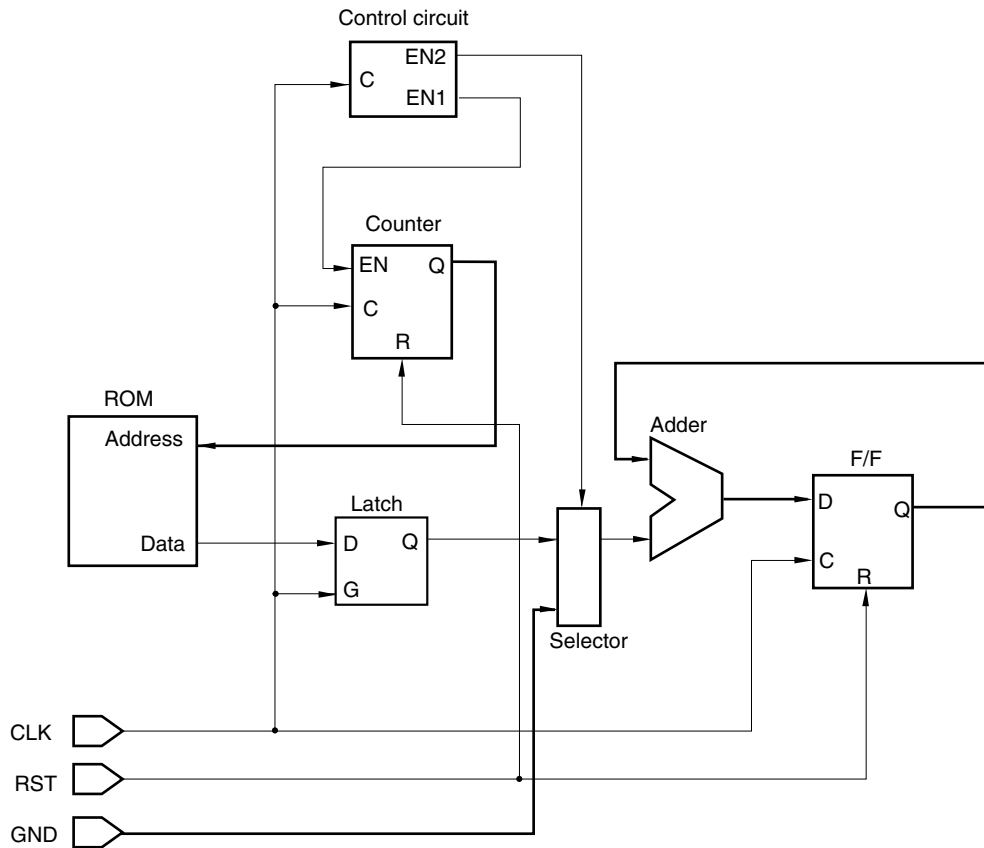 Control circuit
EN2
C
EN1
Counter
EN
Q
C
R
ROM
Address
Adder
F/F
Latch
D
Q
Data
D
Q
C
G
R
Selector
CLK
RST
GND